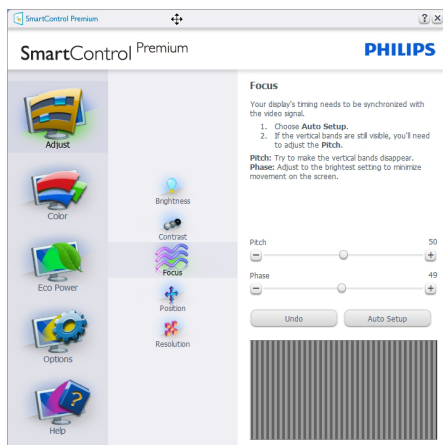 SmartControl Premium
SmartControl Premium
PHILIPS
Adjust
Color
Eco Power
Options
Help
Brightness
Contrast
Focus
Position
Resolution
Focus
Your display's timing needs to be synchronized with
the video signal.
1. Choose Auto Setup.
2. If the vertical bands are still visible, you'll need
to adjust the Pitch.
Pitch: Try to make the vertical bands disappear.
Phase: Adjust to the brightest setting to minimize
movement on the screen.
Pitch 50
Phase 49
Undo Auto Setup